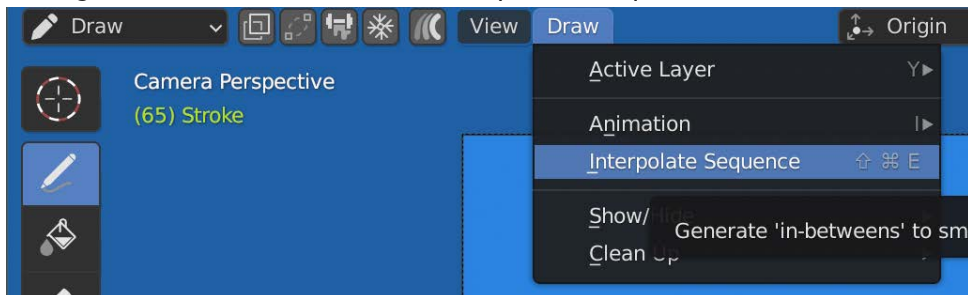 Draw View Draw Origin
Active Layer Y
Camera Perspective
(65) Stroke
Animation I
Interpolate Sequence ⇧ ⌘ E
Show/
Generate 'in-betweens' to sm
Clean Up